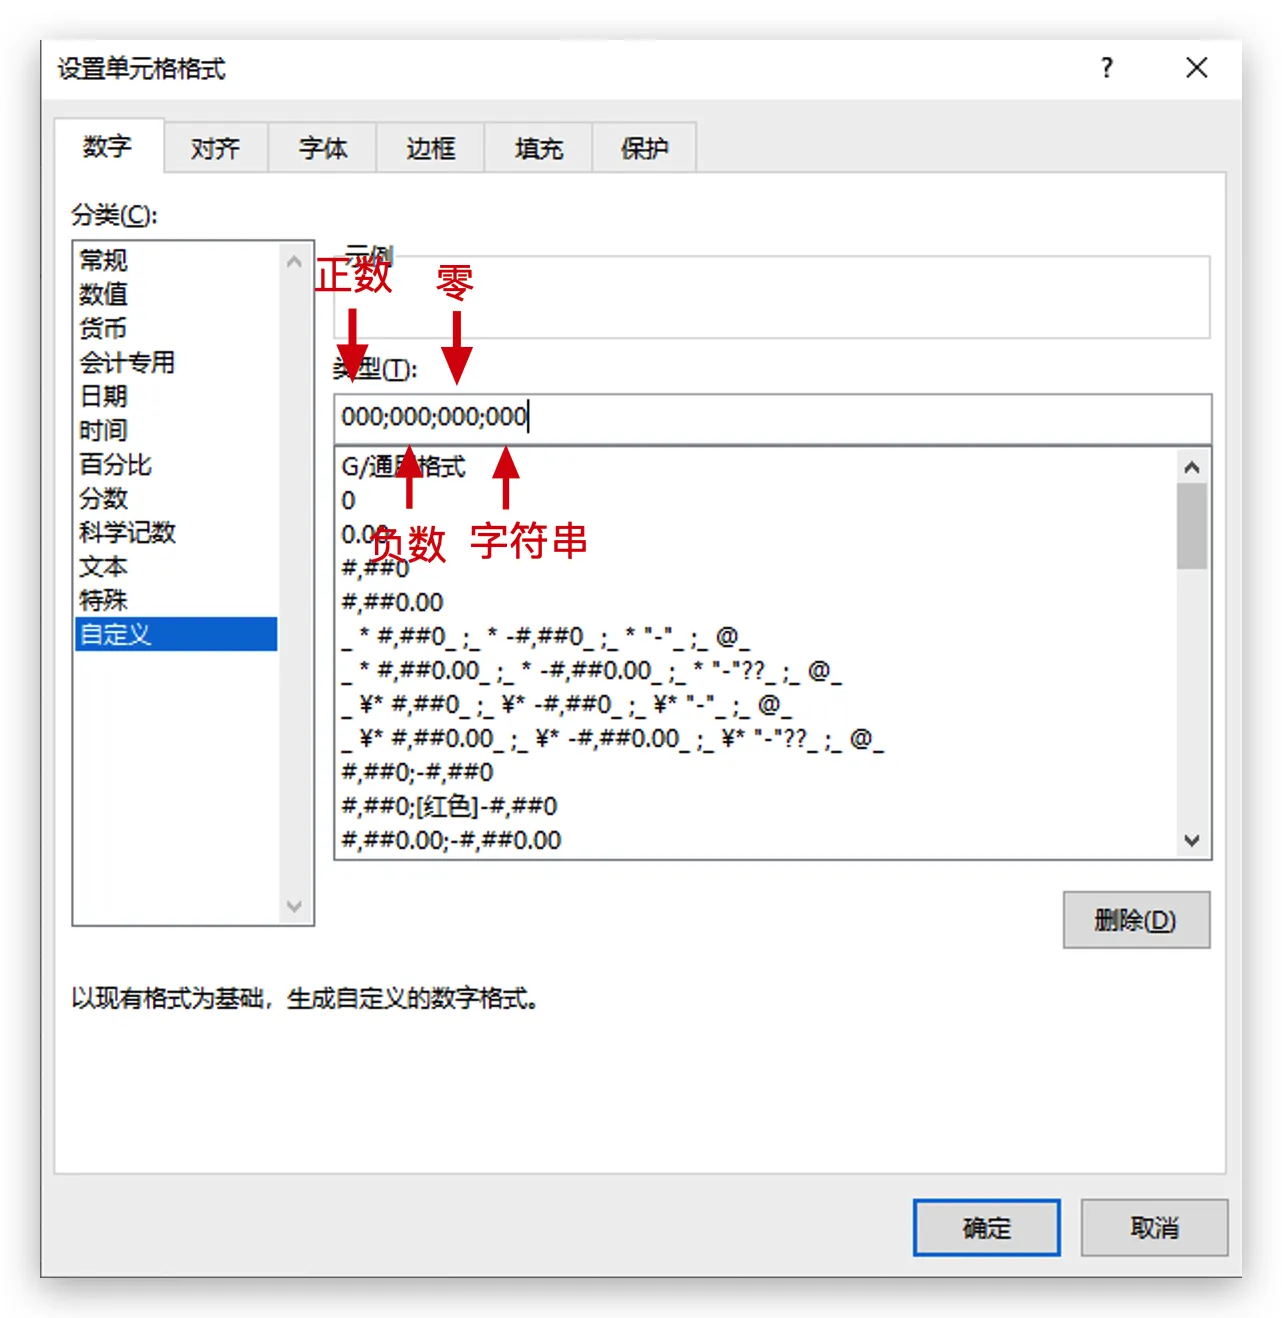 设置单元格格式
?
数字 对齐 字体 边框 填充 保护
分类(C):
常规
数值
货币
会计专用
日期
时间
百分比
分数
科学记数
文本
特殊
自定义
示例
正数 零
类型(T):
000;000;000;000
负数 字符串
G/通用格式
0
0.00
#,##0
#,##0.00
_ * #,##0_ ;_ * -#,##0_ ;_ * "-"_ ;_ @_
_ * #,##0.00_ ;_ * -#,##0.00_ ;_ * "-"??_ ;_ @_
_ ¥* #,##0_ ;_ ¥* -#,##0_ ;_ ¥* "-"_ ;_ @_
_ ¥* #,##0.00_ ;_ ¥* -#,##0.00_ ;_ ¥* "-"??_ ;_ @_
#,##0;-#,##0
#,##0;[红色]-#,##0
#,##0.00;-#,##0.00
删除(D)
以现有格式为基础，生成自定义的数字格式。
确定 取消